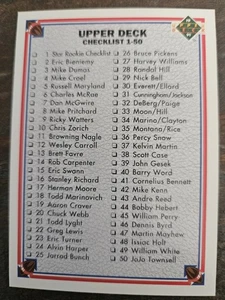 UPPER DECK
CHECKLIST 1-50
1 Star Rookie Checklist
2 Eric Bieniemy
3 Mike Dumas
4 Mike Croel
5 Russell Maryland
6 Charles McRae
7 Dan McGwire
8 Mike Pritchard
9 Ricky Watters
10 Chris Zorich
11 Browning Nagle
12 Wesley Carroll
13 Brett Favre
14 Rob Carpenter
15 Eric Swann
16 Stanley Richard
17 Herman Moore
18 Todd Marinovich
19 Aaron Craver
20 Chuck Webb
21 Todd Lyght
22 Greg Lewis
23 Eric Turner
24 Alvin Harper
25 Jarrod Bunch
26 Bruce Pickens
27 Harvey Williams
28 Randal Hill
29 Nick Bell
30 Everett/Ellard
31 Cunningham/Jackson
32 DeBerg/Paige
33 Moon/Hill
34 Marino/Clayton
35 Montana/Rice
36 Percy Snow
37 Kelvin Martin
38 Scott Case
39 John Gesek
40 Barry Word
41 Cornelius Bennett
42 Mike Kenn
43 Andre Reed
44 Bobby Hebert
45 William Perry
46 Dennis Byrd
47 Martin Mayhew
48 Issiac Holt
49 William White
50 JoJo Townsell